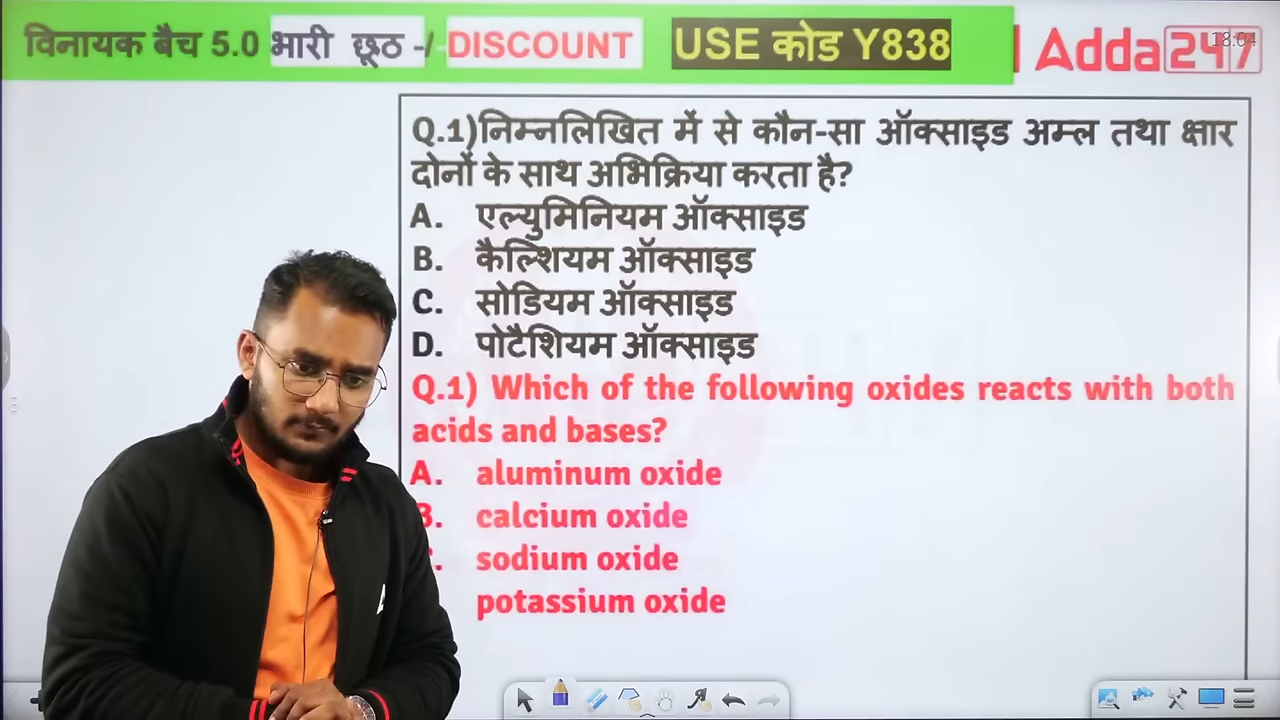 विनायक बैच 5.0 भारी छूठ -/- DISCOUNT USE कोड Y838
Adda247
18:04
Q.1)निम्नलिखित में से कौन-सा ऑक्साइड अम्ल तथा क्षार
दोनों के साथ अभिक्रिया करता है?
A. एल्युमिनियम ऑक्साइड
B. कैल्शियम ऑक्साइड
C. सोडियम ऑक्साइड
D. पोटैशियम ऑक्साइड
Q.1) Which of the following oxides reacts with both
acids and bases?
A. aluminum oxide
B. calcium oxide
sodium oxide
potassium oxide